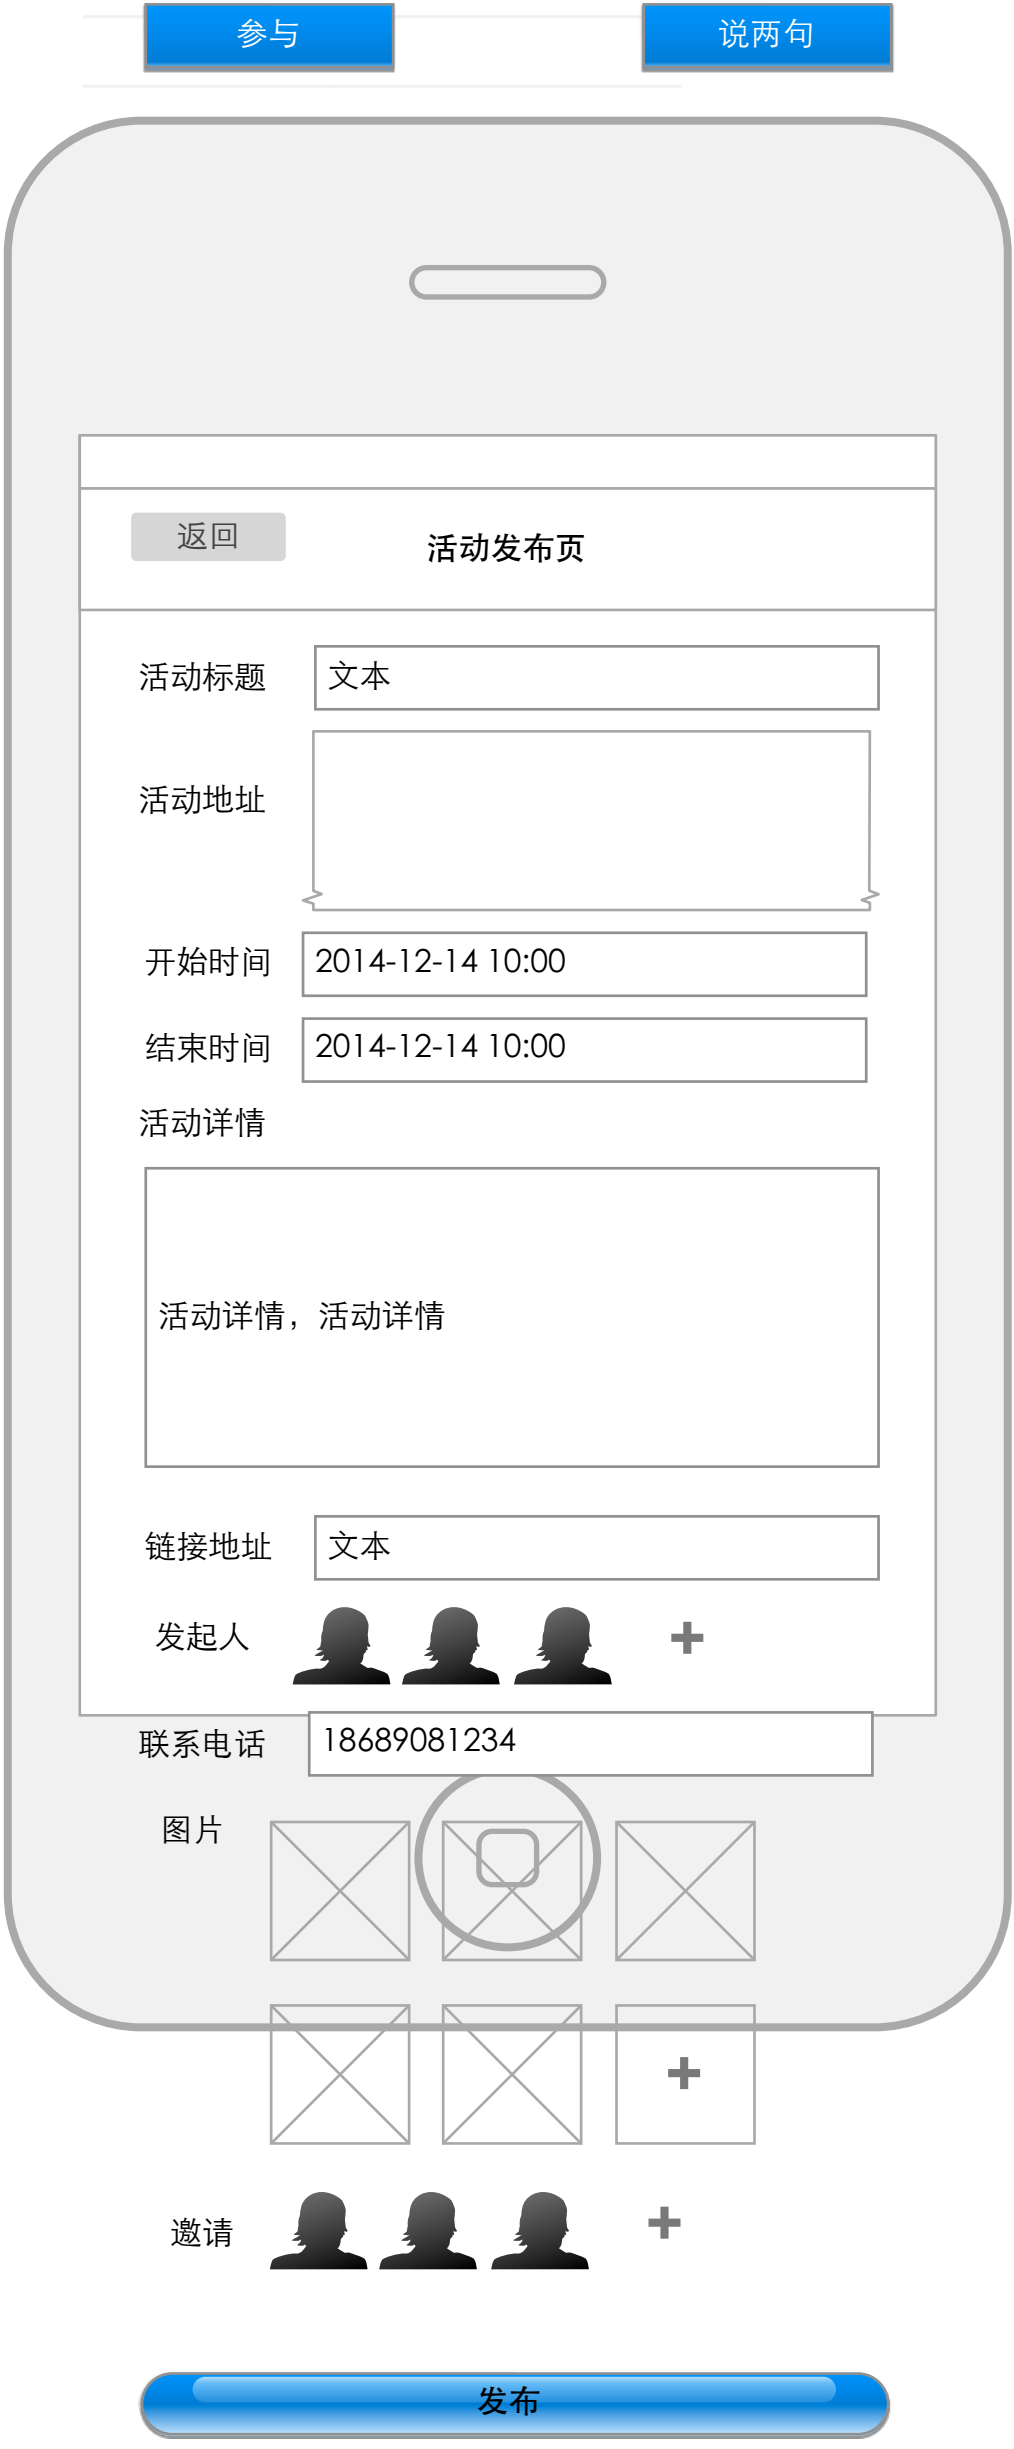 参与 说两句
返回
活动发布页
活动标题 文本
活动地址
开始时间 2014-12-14 10:00
结束时间 2014-12-14 10:00
活动详情
活动详情，活动详情
链接地址 文本
发起人
联系电话 18689081234
图片
邀请
发布